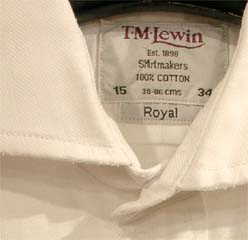 T·M·Lewin
Est. 1898
Shirtmakers
100% COTTON
15 38-86 cms 34
Royal